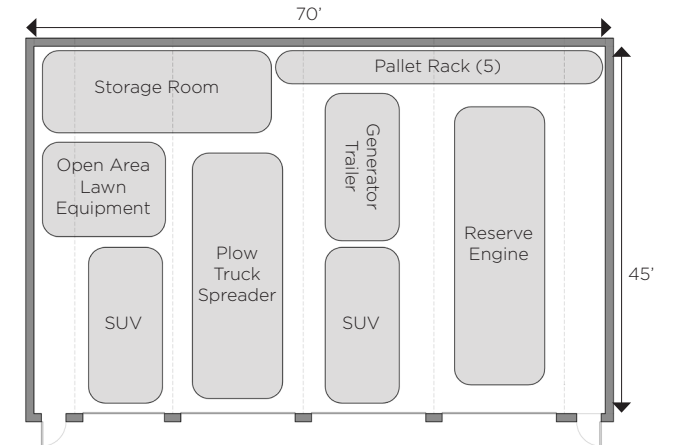 70’
Storage Room
Pallet Rack (5)
Open Area
Lawn
Equipment
Generator
Trailer
Plow
Truck
Spreader
Reserve
Engine
45’
SUV
SUV